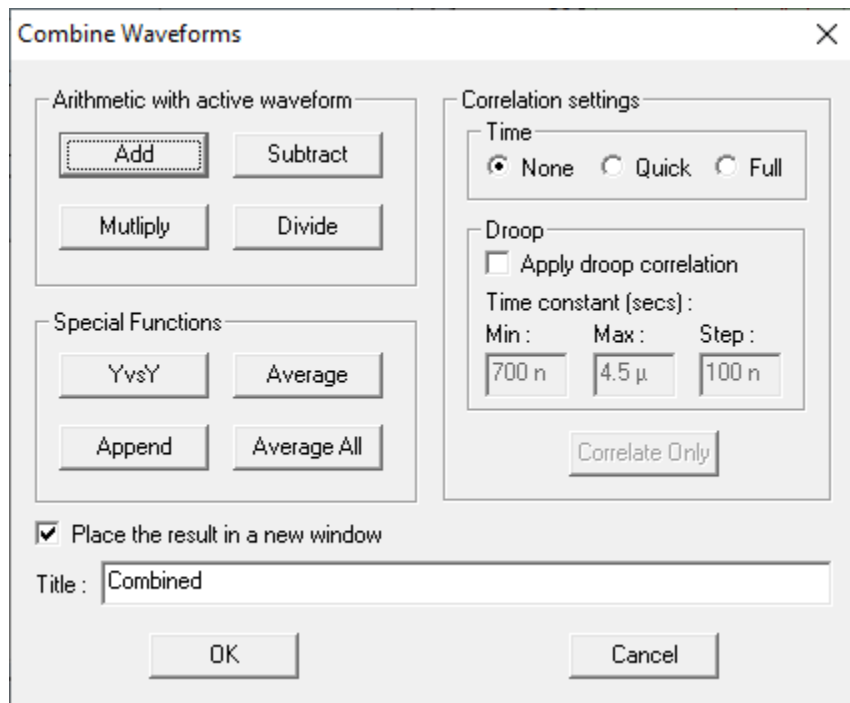 Combine Waveforms
Arithmetic with active waveform
Add
Subtract
Mutliply
Divide
Special Functions
YvsY
Average
Append
Average All
Correlation settings
Time
None
Quick
Full
Droop
Apply droop correlation
Time constant (secs) :
Min :
Max :
Step :
700 n
4.5 µ
100 n
Correlate Only
Place the result in a new window
Title :
Combined
OK
Cancel